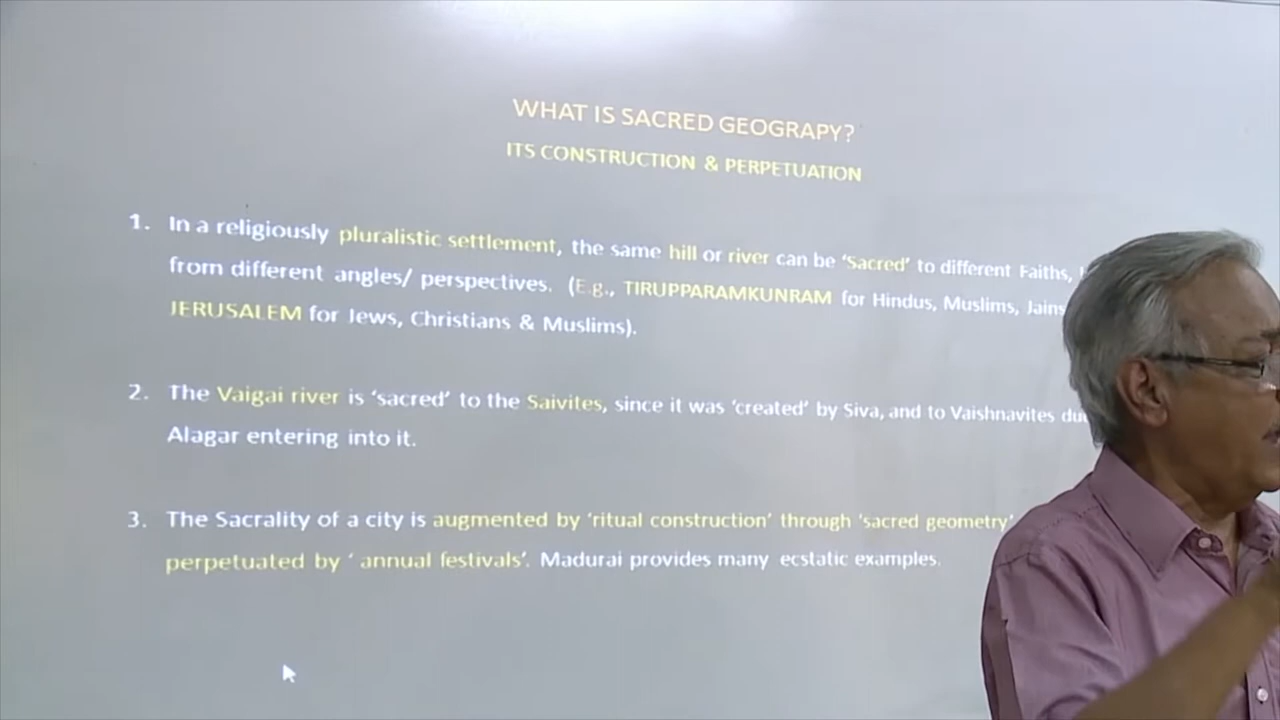 WHAT IS SACRED GEOGRAPY?
ITS CONSTRUCTION & PERPETUATION
1. In a religiously pluralistic settlement, the same hill or river can be ‘Sacred’ to different Faiths,
from different angles/ perspectives. (E.g., TIRUPPARAMKUNRAM for Hindus, Muslims, Jains
JERUSALEM for Jews, Christians & Muslims).
2. The Vaigai river is ‘sacred’ to the Saivites, since it was ‘created’ by Siva, and to Vaishnavites
Alagar entering into it.
3. The Sacrality of a city is augmented by ‘ritual construction’ through ‘sacred geometry’
perpetuated by ‘ annual festivals’. Madurai provides many ecstatic examples.